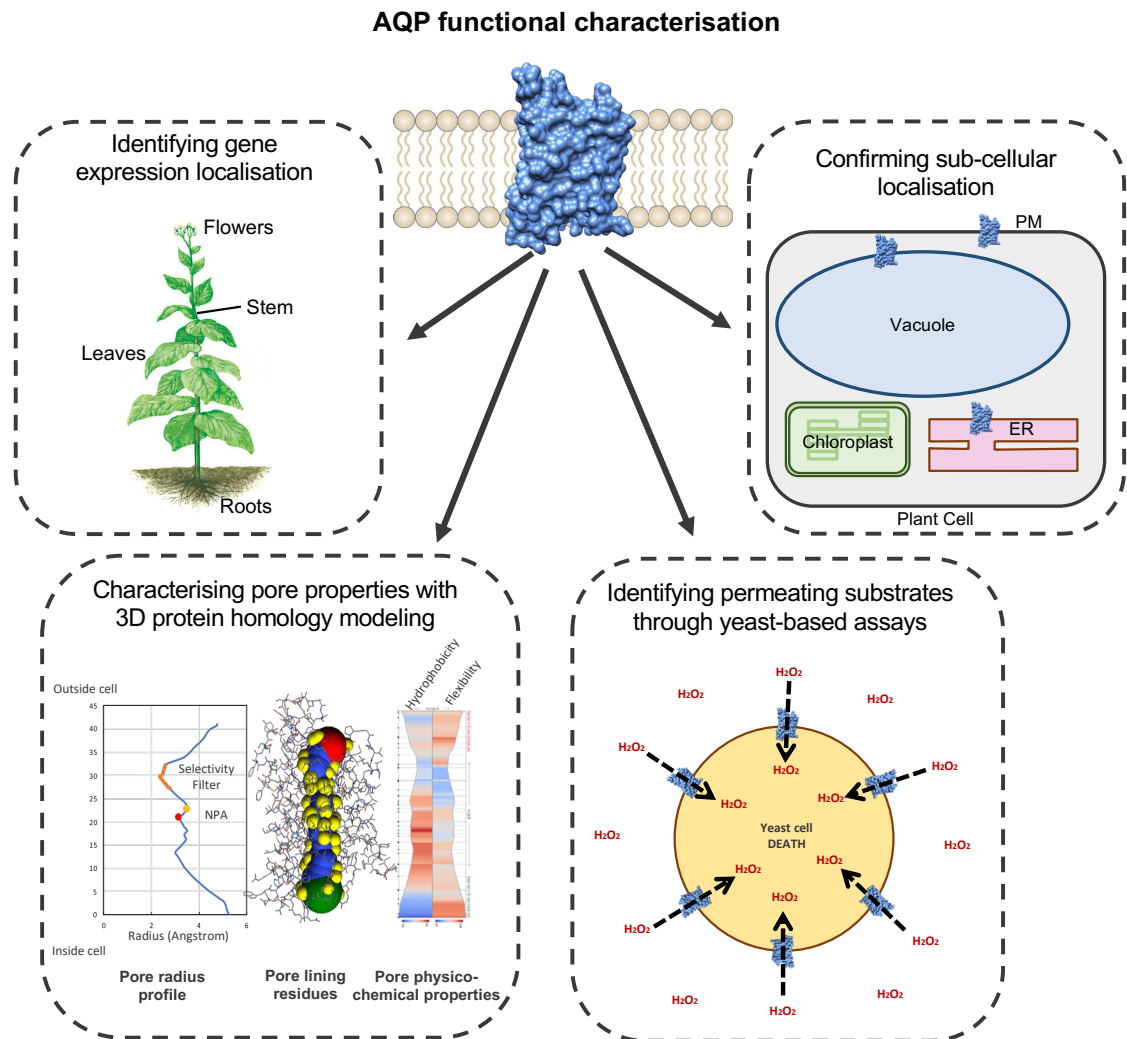 AQP functional characterisation
Identifying gene
expression localisation
Flowers
Stem
Leaves
Roots
Confirming sub-cellular
localisation
PM
Vacuole
Chloroplast
ER
Plant Cell
Characterising pore properties with
3D protein homology modeling
Outside cell
45
40
35
30
25
20
15
10
5
0
Selectivity
Filter
NPA
0 2 4 6
Radius (Angstrom)
Inside cell
Pore radius
profile
Pore lining
residues
Hydrophobicity
Flexibility
Pore physico-
chemical properties
Identifying permeating substrates
through yeast-based assays
H₂O₂
H₂O₂
H₂O₂
H₂O₂
H₂O₂
H₂O₂
H₂O₂
H₂O₂
H₂O₂
Yeast cell
DEATH
H₂O₂
H₂O₂
H₂O₂
H₂O₂
H₂O₂
H₂O₂
H₂O₂
H₂O₂
H₂O₂